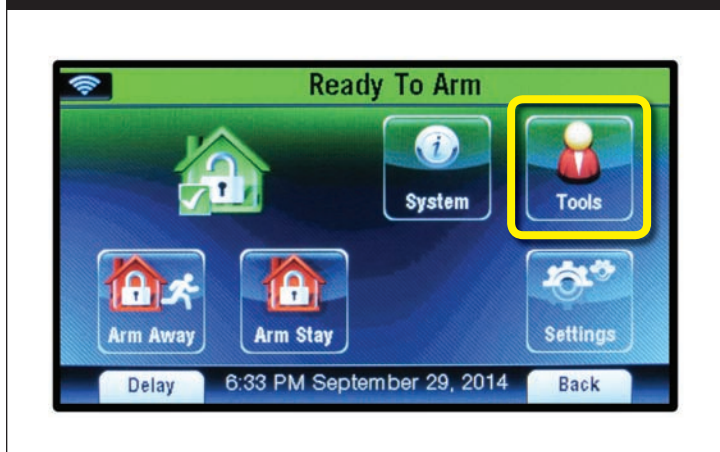 Ready To Arm
System
Tools
Arm Away
Arm Stay
Settings
Delay
6:33 PM September 29, 2014
Back